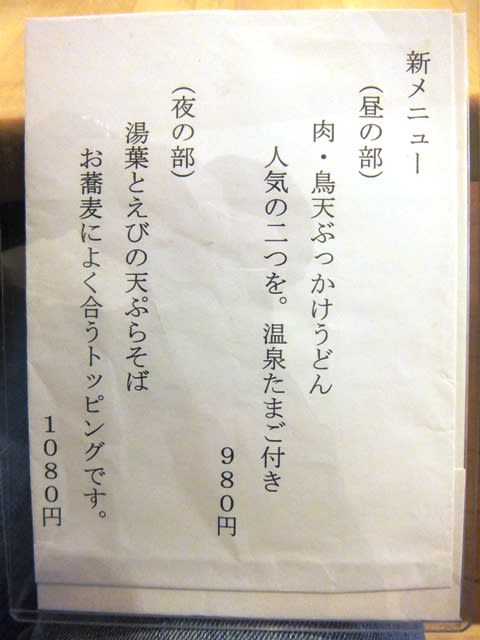 新メニュー
（昼の部）
肉・鳥天ぶっかけうどん
人気の二つを。温泉たまご付き
９８０円
（夜の部）
湯葉とえびの天ぷらそば
お蕎麦によく合うトッピングです。
１０８０円